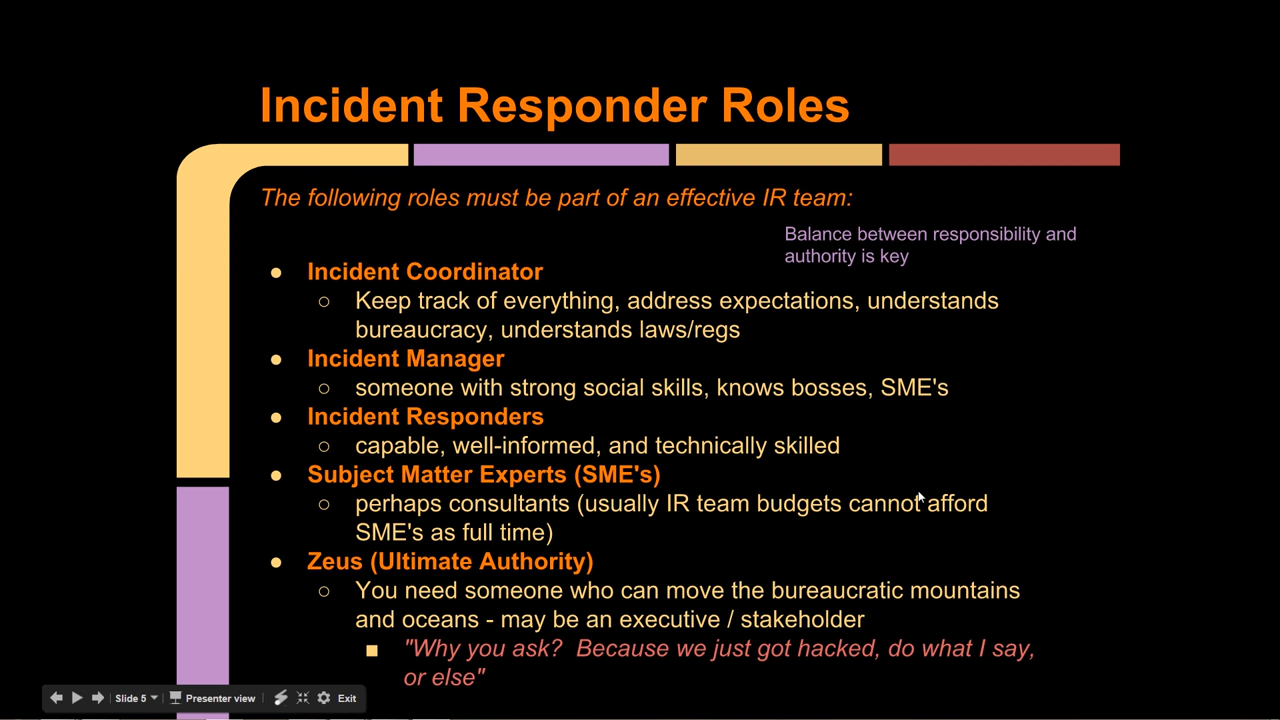 Incident Responder Roles
The following roles must be part of an effective IR team:
Balance between responsibility and
authority is key
● Incident Coordinator
○ Keep track of everything, address expectations, understands
bureaucracy, understands laws/regs
● Incident Manager
○ someone with strong social skills, knows bosses, SME's
● Incident Responders
○ capable, well-informed, and technically skilled
● Subject Matter Experts (SME's)
○ perhaps consultants (usually IR team budgets cannot afford
SME's as full time)
● Zeus (Ultimate Authority)
○ You need someone who can move the bureaucratic mountains
and oceans - may be an executive / stakeholder
■ "Why you ask?  Because we just got hacked, do what I say,
or else"
Slide 5 Presenter view Exit